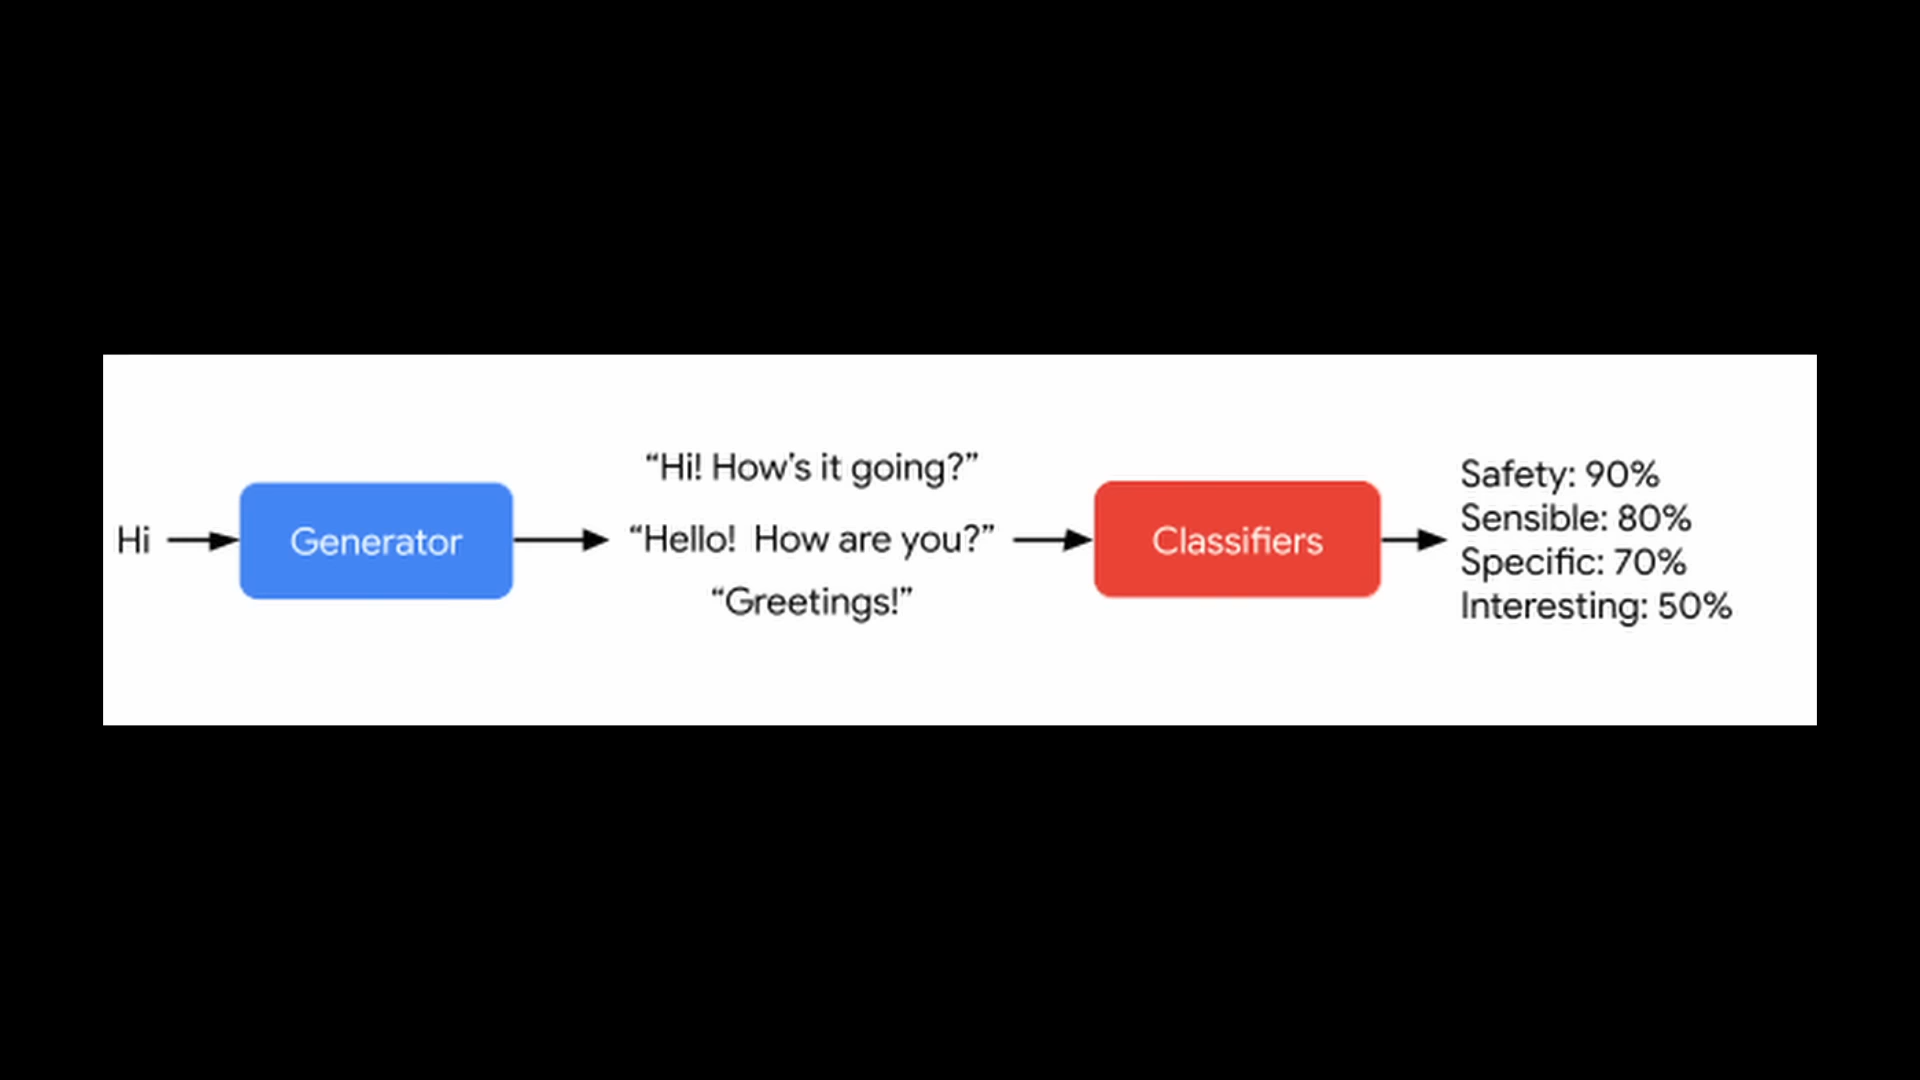 Hi
Generator
“Hi! How’s it going?”
“Hello!  How are you?”
“Greetings!”
Classifiers
Safety: 90%
Sensible: 80%
Specific: 70%
Interesting: 50%